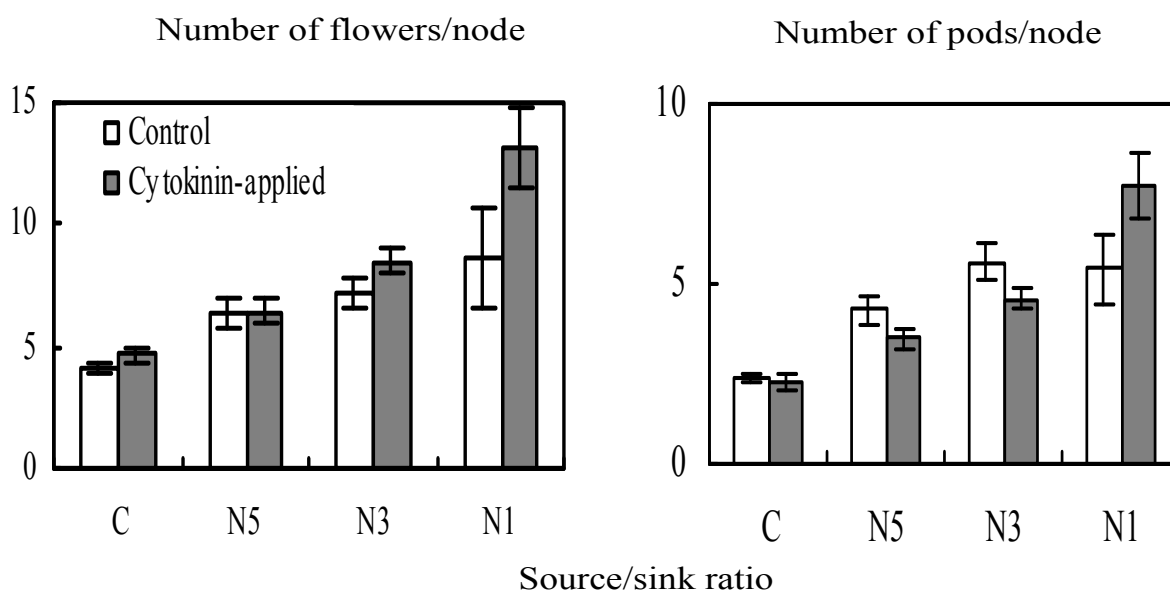 Number of flowers/node
15
10
5
0
Control
Cytokinin-applied
C N5 N3 N1
Number of pods/node
10
5
0
C N5 N3 N1
Source/sink ratio